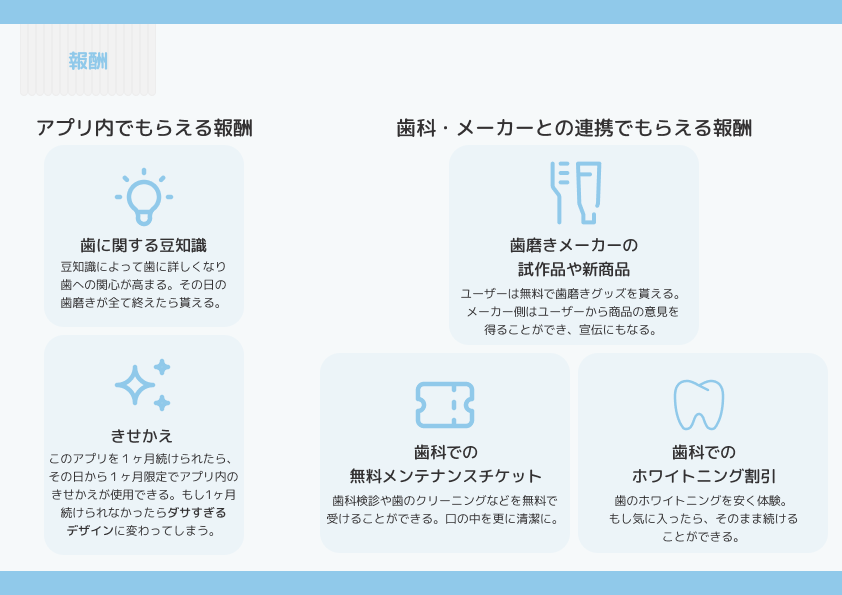 報酬
アプリ内でもらえる報酬
歯に関する豆知識
豆知識によって歯に詳しくなり
歯への関心が高まる。その日の
歯磨きが全て終えたら貰える。
きせかえ
このアプリを１ヶ月続けられたら、
その日から１ヶ月限定でアプリ内の
きせかえが使用できる。もし1ヶ月
続けられなかったらダサすぎる
デザインに変わってしまう。
歯科・メーカーとの連携でもらえる報酬
歯磨きメーカーの
試作品や新商品
ユーザーは無料で歯磨きグッズを貰える。
メーカー側はユーザーから商品の意見を
得ることができ、宣伝にもなる。
歯科での
無料メンテナンスチケット
歯科検診や歯のクリーニングなどを無料で
受けることができる。口の中を更に清潔に。
歯科での
ホワイトニング割引
歯のホワイトニングを安く体験。
もし気に入ったら、そのまま続ける
ことができる。